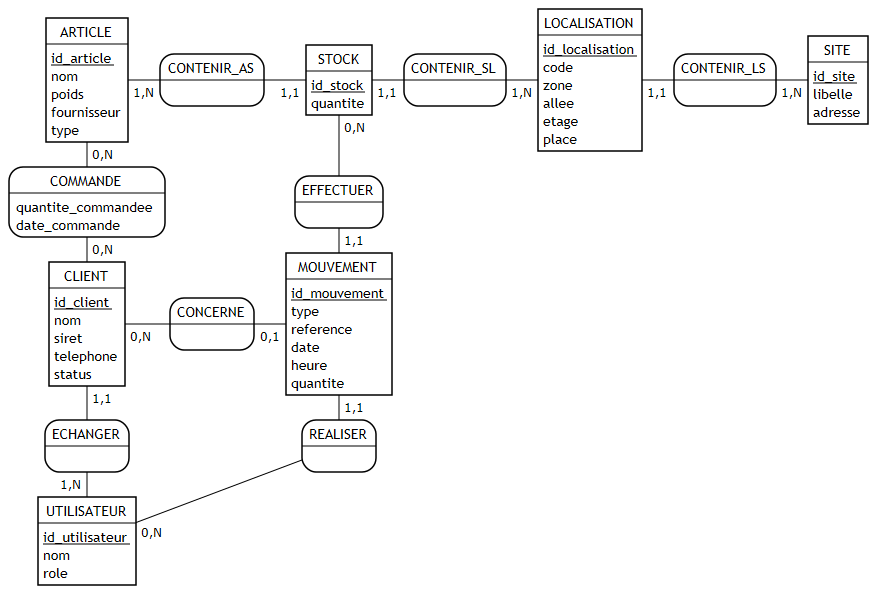 ARTICLE
id_article
nom
poids
fournisseur
type
1,N
CONTENIR_AS
1,1
STOCK
id_stock
quantite
1,1
CONTENIR_SL
1,N
LOCALISATION
id_localisation
code
zone
allee
etage
place
1,1
CONTENIR_LS
1,N
SITE
id_site
libelle
adresse
0,N
0,N
COMMANDE
quantite_commandee
date_commande
0,N
EFFECTUER
1,1
CLIENT
id_client
nom
siret
telephone
status
0,N
CONCERNE
0,1
MOUVEMENT
id_mouvement
type
reference
date
heure
quantite
1,1
1,1
ECHANGER
REALISER
1,N
0,N
UTILISATEUR
id_utilisateur
nom
role